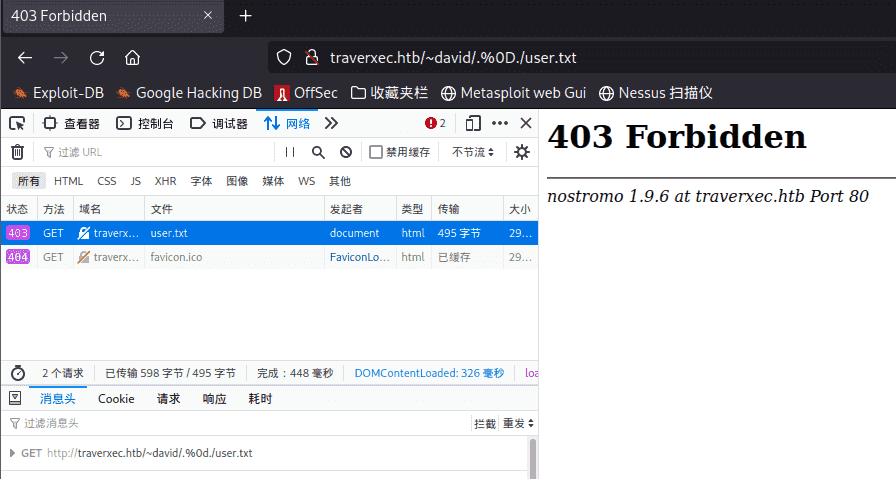 403 Forbidden
traverxec.htb/~david/.%0D./user.txt
Exploit-DB Google Hacking DB OffSec 收藏夹栏 Metasploit web Gui Nessus 扫描仪
查看器 控制台 调试器 网络 2
过滤 URL 禁用缓存 不节流
所有 HTML CSS JS XHR 字体 图像 媒体 WS 其他
状态 方法 域名 文件 发起者 类型 传输 大小
403 GET traverx... user.txt document html 495 字节 29...
404 GET traverx... favicon.ico FaviconLo... html 已缓存 29...
2 个请求 已传输 598 字节 / 495 字节 完成：448 毫秒 DOMContentLoaded: 326 毫秒 loa
消息头 Cookie 请求 响应 耗时
过滤消息头 拦截 重发
GET http://traverxec.htb/~david/.%0d./user.txt
403 Forbidden
nostromo 1.9.6 at traverxec.htb Port 80